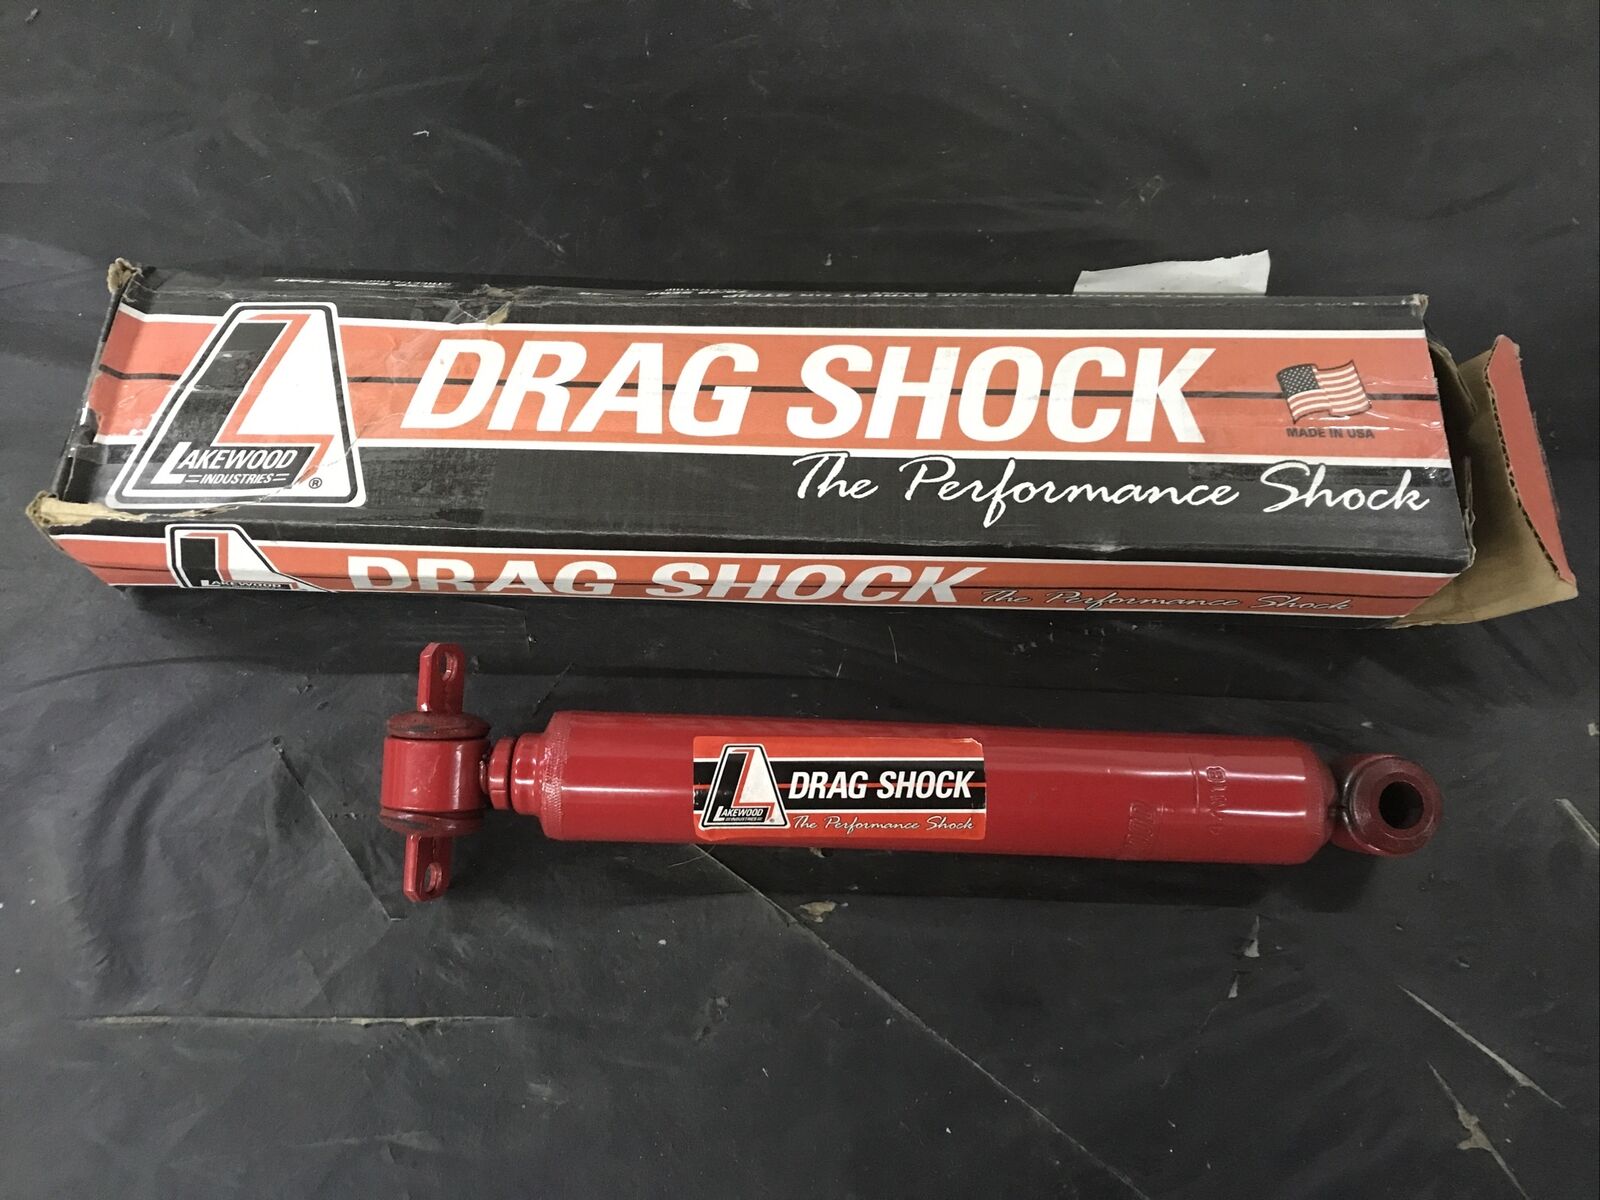 DRAG SHOCK
LAKEWOOD
INDUSTRIES
®
MADE IN USA
The Performance Shock
LAKEWOOD
DRAG SHOCK The Performance Shock
DRAG SHOCK
LAKEWOOD
INDUSTRIES
The Performance Shock